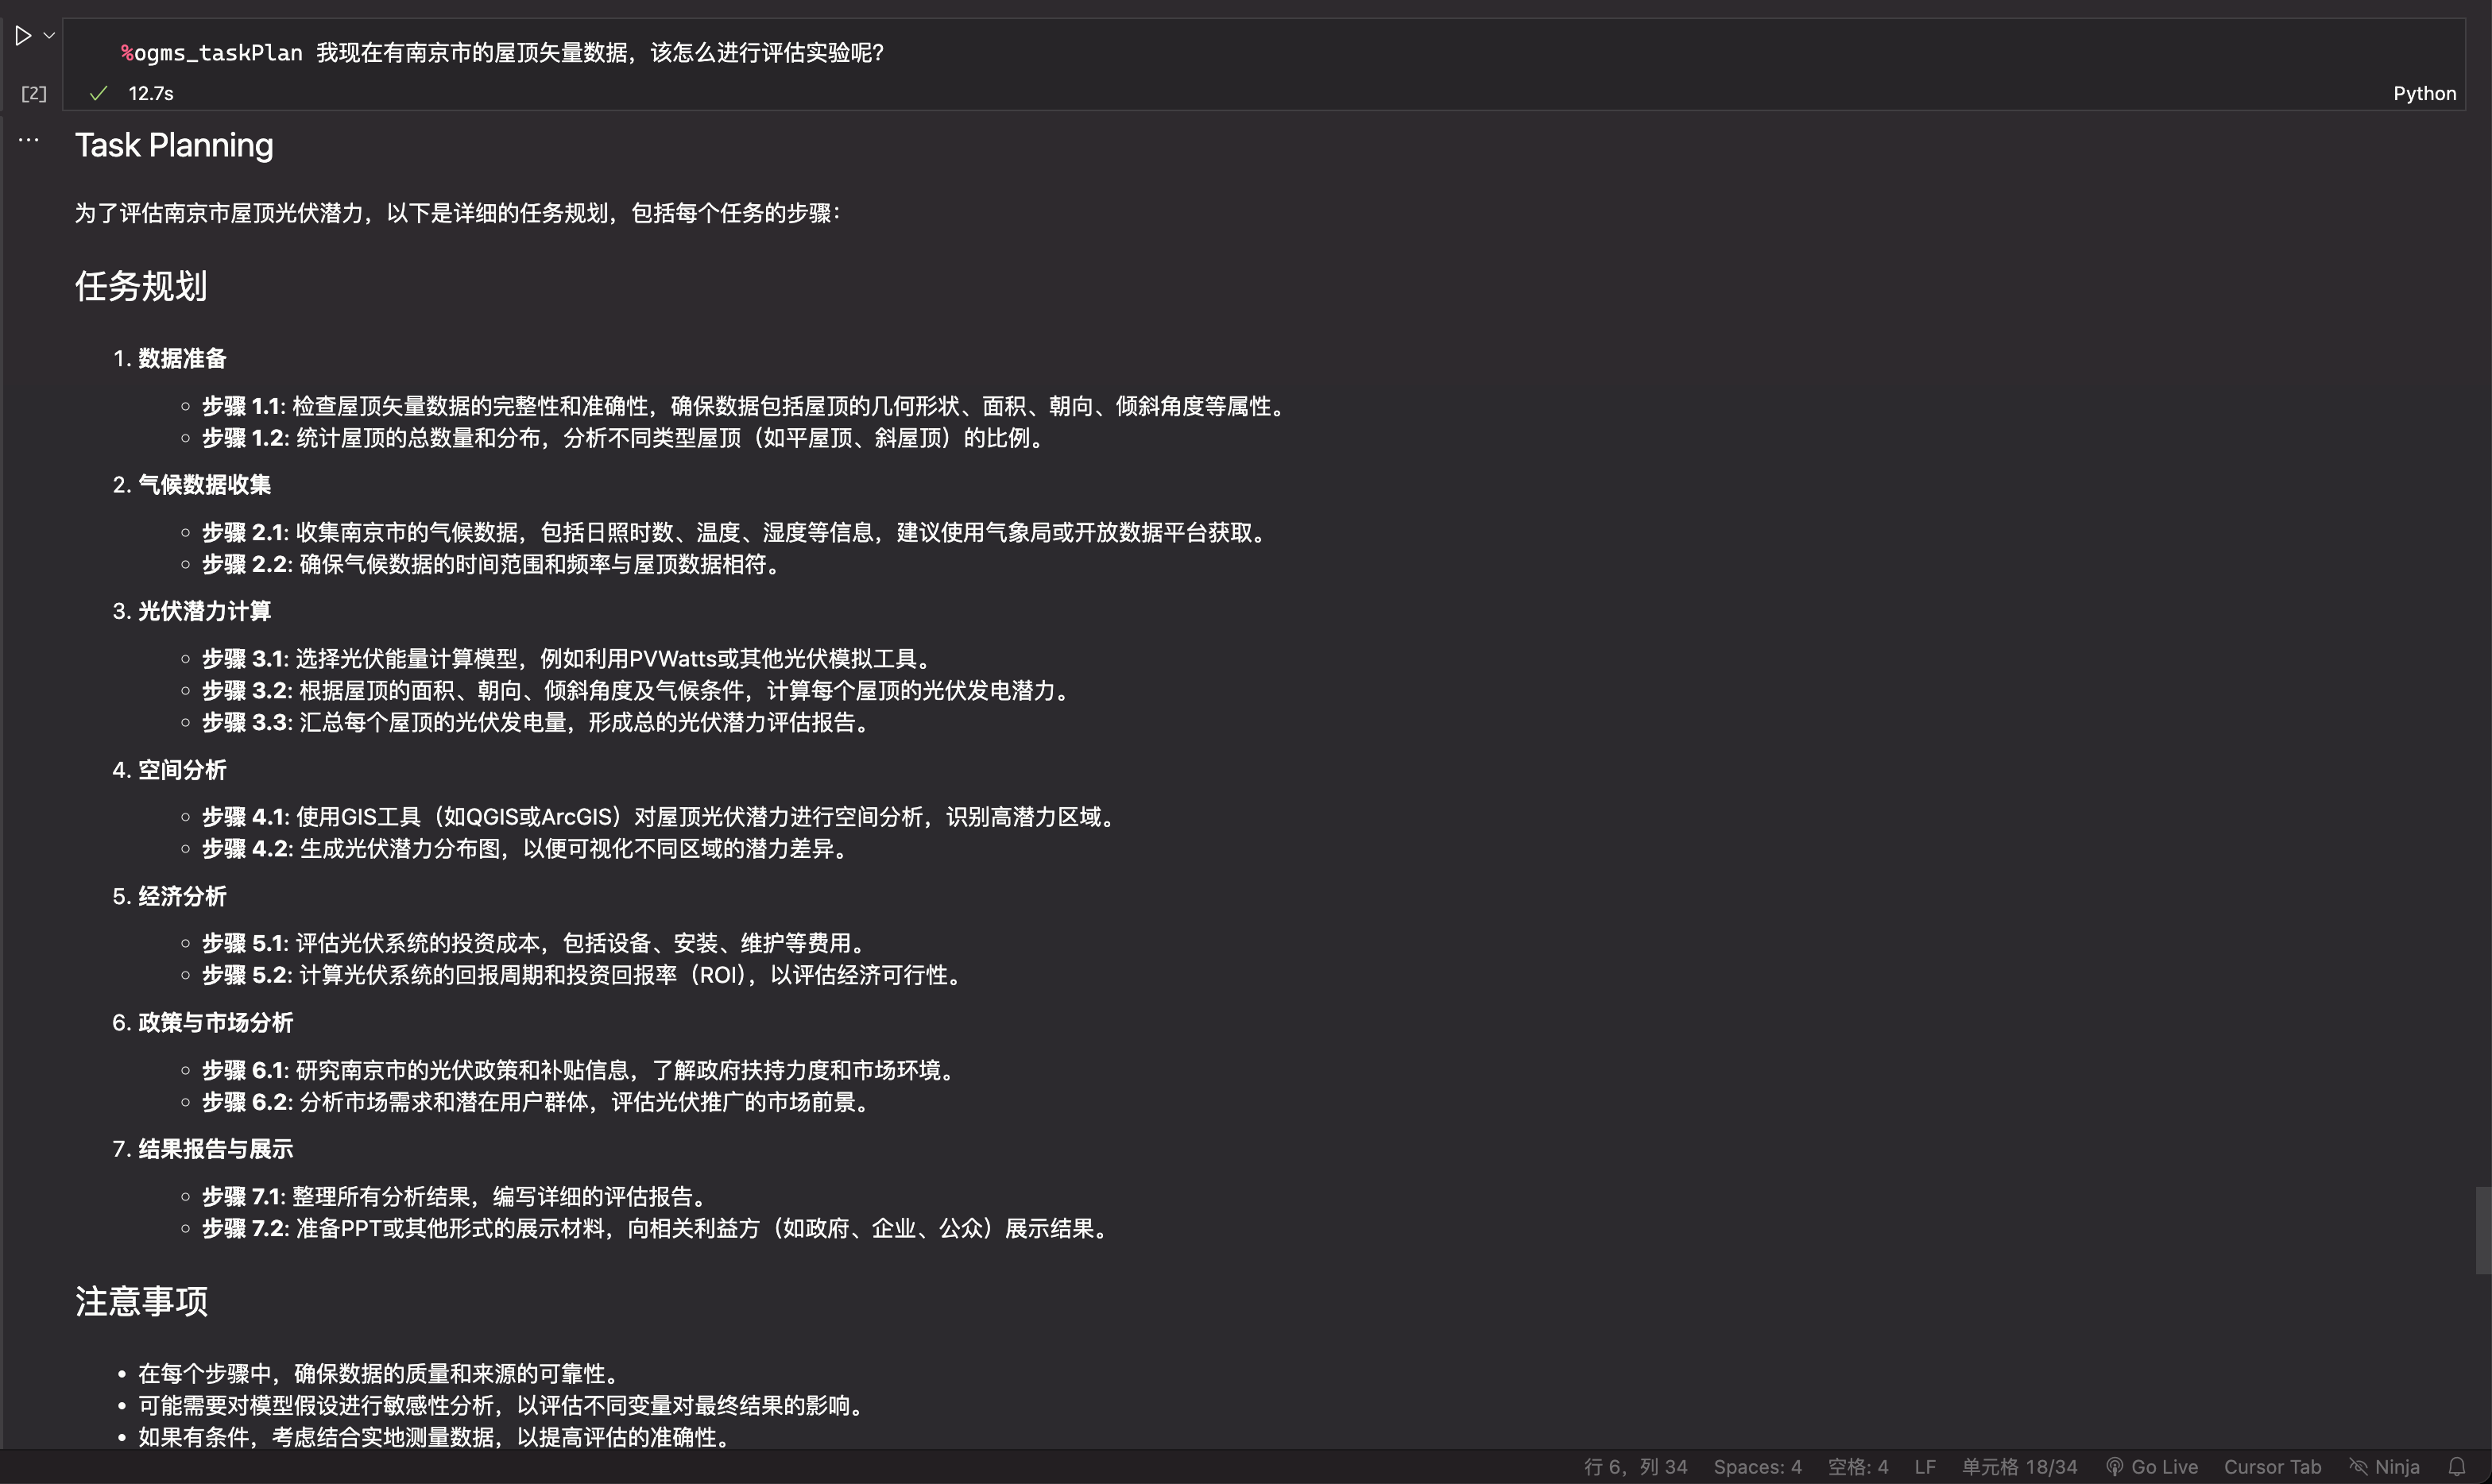 %ogms_taskPlan 我现在有南京市的屋顶矢量数据，该怎么进行评估实验呢？
[2]
12.7s
Python
Task Planning
为了评估南京市屋顶光伏潜力，以下是详细的任务规划，包括每个任务的步骤：
任务规划
1. 数据准备
步骤 1.1: 检查屋顶矢量数据的完整性和准确性，确保数据包括屋顶的几何形状、面积、朝向、倾斜角度等属性。
步骤 1.2: 统计屋顶的总数量和分布，分析不同类型屋顶（如平屋顶、斜屋顶）的比例。
2. 气候数据收集
步骤 2.1: 收集南京市的气候数据，包括日照时数、温度、湿度等信息，建议使用气象局或开放数据平台获取。
步骤 2.2: 确保气候数据的时间范围和频率与屋顶数据相符。
3. 光伏潜力计算
步骤 3.1: 选择光伏能量计算模型，例如利用PVWatts或其他光伏模拟工具。
步骤 3.2: 根据屋顶的面积、朝向、倾斜角度及气候条件，计算每个屋顶的光伏发电潜力。
步骤 3.3: 汇总每个屋顶的光伏发电量，形成总的光伏潜力评估报告。
4. 空间分析
步骤 4.1: 使用GIS工具（如QGIS或ArcGIS）对屋顶光伏潜力进行空间分析，识别高潜力区域。
步骤 4.2: 生成光伏潜力分布图，以便可视化不同区域的潜力差异。
5. 经济分析
步骤 5.1: 评估光伏系统的投资成本，包括设备、安装、维护等费用。
步骤 5.2: 计算光伏系统的回报周期和投资回报率（ROI），以评估经济可行性。
6. 政策与市场分析
步骤 6.1: 研究南京市的光伏政策和补贴信息，了解政府扶持力度和市场环境。
步骤 6.2: 分析市场需求和潜在用户群体，评估光伏推广的市场前景。
7. 结果报告与展示
步骤 7.1: 整理所有分析结果，编写详细的评估报告。
步骤 7.2: 准备PPT或其他形式的展示材料，向相关利益方（如政府、企业、公众）展示结果。
注意事项
在每个步骤中，确保数据的质量和来源的可靠性。
可能需要对模型假设进行敏感性分析，以评估不同变量对最终结果的影响。
如果有条件，考虑结合实地测量数据，以提高评估的准确性。
行 6，列 34 Spaces: 4 空格: 4 LF 单元格 18/34 Go Live Cursor Tab Ninja